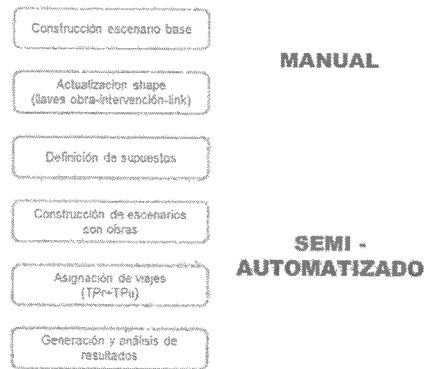 Construcción escenario base
MANUAL
Actualizacion shape
(llaves obra-intervención-link)
Definición de supuestos
Construcción de escenarios
con obras
SEMI -
AUTOMATIZADO
Asignación de viajes
(TPr+TPu)
Generación y análisis de
resultados